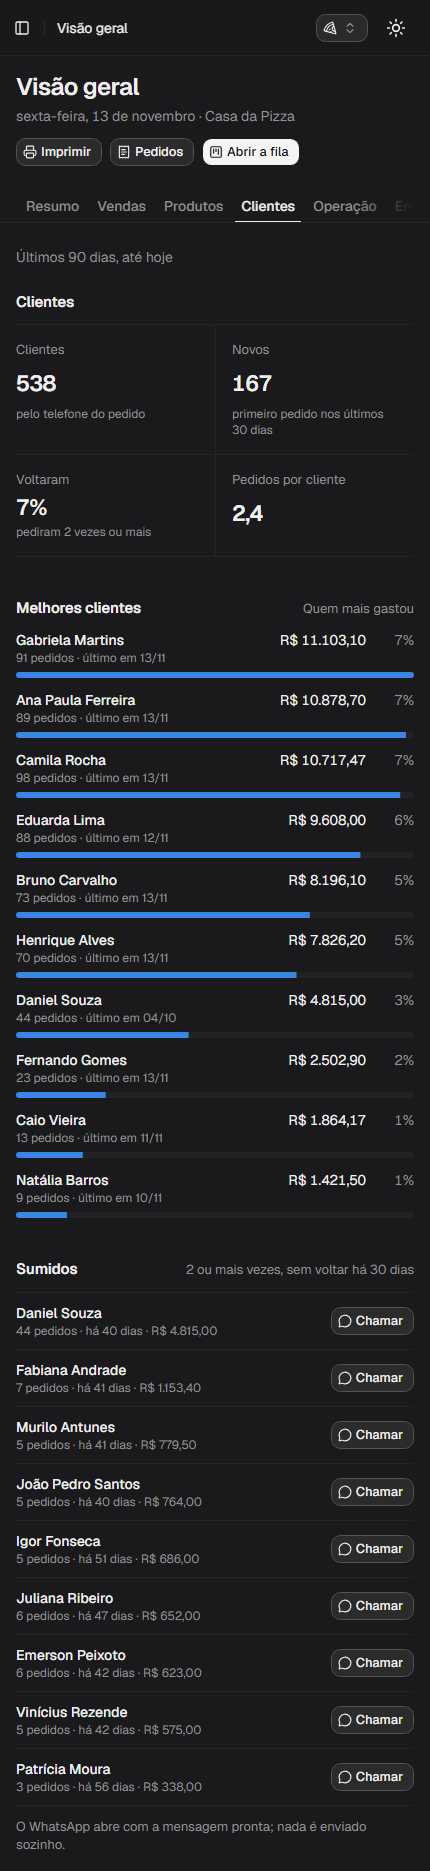 Visão geral
Visão geral
sexta-feira, 13 de novembro · Casa da Pizza
Imprimir
Pedidos
Abrir a fila
Resumo
Vendas
Produtos
Clientes
Operação
En
Últimos 90 dias, até hoje
Clientes
Clientes
538
pelo telefone do pedido
Novos
167
primeiro pedido nos últimos
30 dias
Voltaram
7%
pediram 2 vezes ou mais
Pedidos por cliente
2,4
Melhores clientes
Quem mais gastou
Gabriela Martins R$ 11.103,10 7%
91 pedidos · último em 13/11
Ana Paula Ferreira R$ 10.878,70 7%
89 pedidos · último em 13/11
Camila Rocha R$ 10.717,47 7%
98 pedidos · último em 13/11
Eduarda Lima R$ 9.608,00 6%
88 pedidos · último em 12/11
Bruno Carvalho R$ 8.196,10 5%
73 pedidos · último em 13/11
Henrique Alves R$ 7.826,20 5%
70 pedidos · último em 13/11
Daniel Souza R$ 4.815,00 3%
44 pedidos · último em 04/10
Fernando Gomes R$ 2.502,90 2%
23 pedidos · último em 13/11
Caio Vieira R$ 1.864,17 1%
13 pedidos · último em 11/11
Natália Barros R$ 1.421,50 1%
9 pedidos · último em 10/11
Sumidos
2 ou mais vezes, sem voltar há 30 dias
Daniel Souza
44 pedidos · há 40 dias · R$ 4.815,00
Chamar
Fabiana Andrade
7 pedidos · há 41 dias · R$ 1.153,40
Chamar
Murilo Antunes
5 pedidos · há 41 dias · R$ 779,50
Chamar
João Pedro Santos
5 pedidos · há 40 dias · R$ 764,00
Chamar
Igor Fonseca
5 pedidos · há 51 dias · R$ 686,00
Chamar
Juliana Ribeiro
6 pedidos · há 47 dias · R$ 652,00
Chamar
Emerson Peixoto
6 pedidos · há 42 dias · R$ 623,00
Chamar
Vinícius Rezende
5 pedidos · há 42 dias · R$ 575,00
Chamar
Patrícia Moura
3 pedidos · há 56 dias · R$ 338,00
Chamar
O WhatsApp abre com a mensagem pronta; nada é enviado
sozinho.